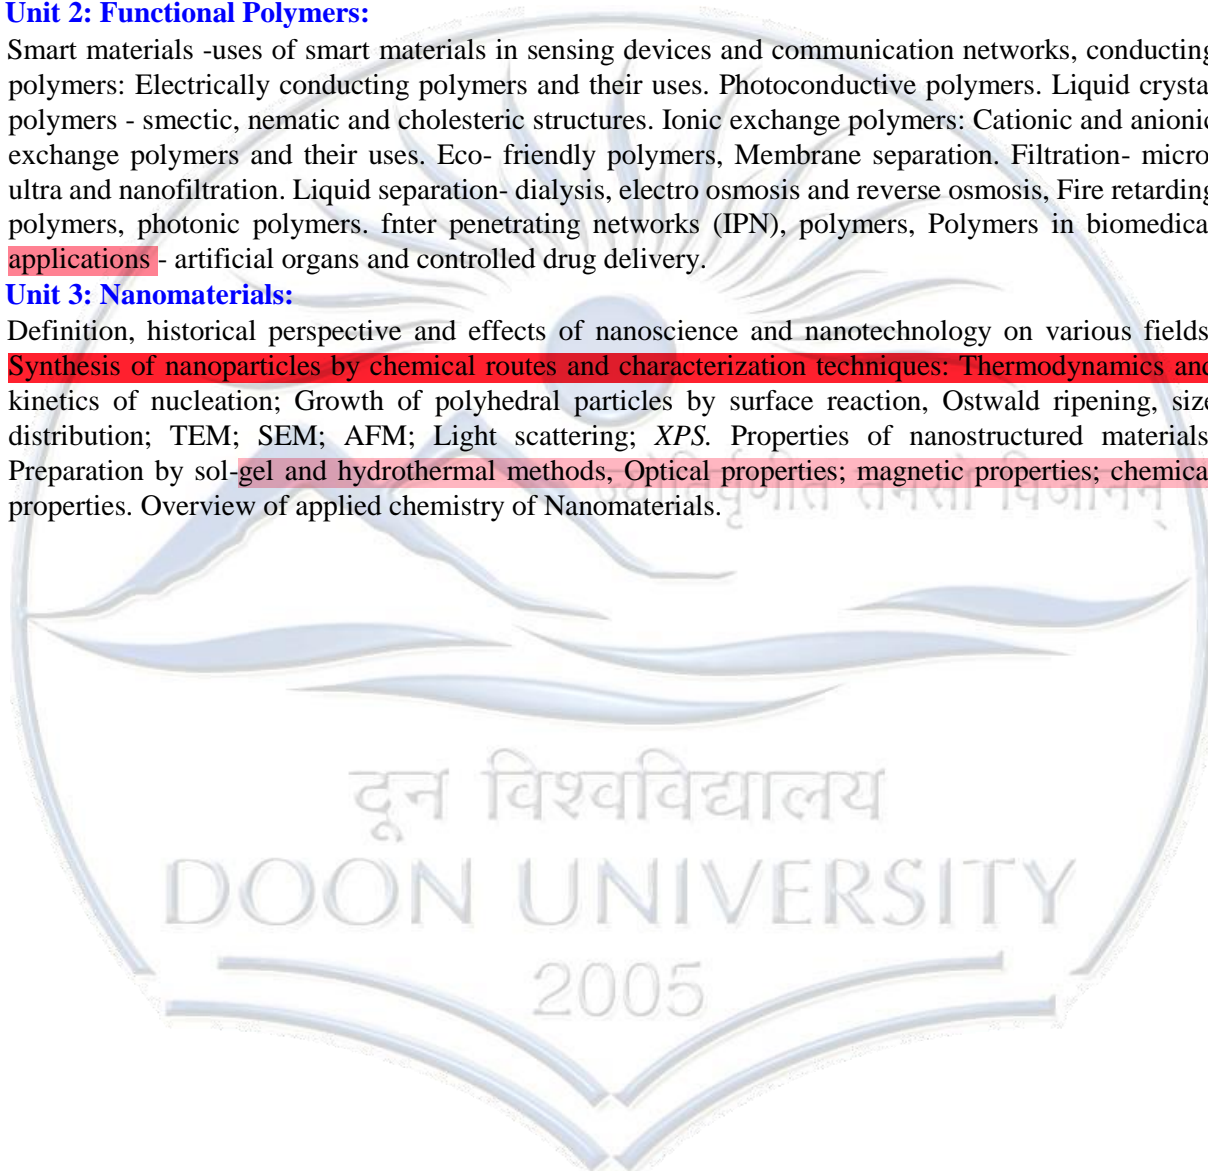 Unit 2: Functional Polymers:
Smart materials -uses of smart materials in sensing devices and communication networks, conducting
polymers: Electrically conducting polymers and their uses. Photoconductive polymers. Liquid crysta
polymers - smectic, nematic and cholesteric structures. Ionic exchange polymers: Cationic and anionic
exchange polymers and their uses. Eco- friendly polymers, Membrane separation. Filtration- micro
ultra and nanofiltration. Liquid separation- dialysis, electro osmosis and reverse osmosis, Fire retarding
polymers, photonic polymers. fnter penetrating networks (IPN), polymers, Polymers in biomedica
applications - artificial organs and controlled drug delivery.
Unit 3: Nanomaterials:
Definition, historical perspective and effects of nanoscience and nanotechnology on various fields
Synthesis of nanoparticles by chemical routes and characterization techniques: Thermodynamics and
kinetics of nucleation; Growth of polyhedral particles by surface reaction, Ostwald ripening, size
distribution; TEM; SEM; AFM; Light scattering; XPS. Properties of nanostructured materials
Preparation by sol-gel and hydrothermal methods, Optical properties; magnetic properties; chemica
properties. Overview of applied chemistry of Nanomaterials.
दून विश्वविद्यालय
DOON UNIVERSITY
2005